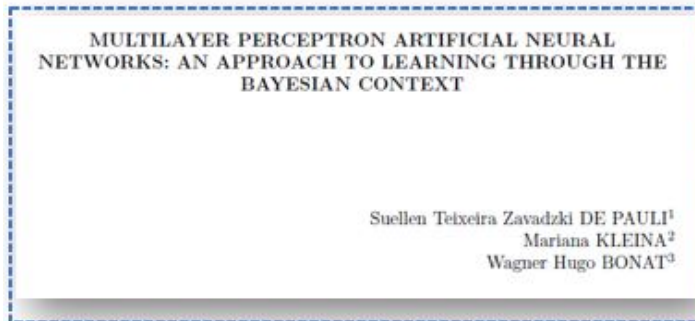 MULTILAYER PERCEPTRON ARTIFICIAL NEURAL
NETWORKS: AN APPROACH TO LEARNING THROUGH THE
BAYESIAN CONTEXT
Suellen Teixeira Zavadzki DE PAULI¹
Mariana KLEINA²
Wagner Hugo BONAT³